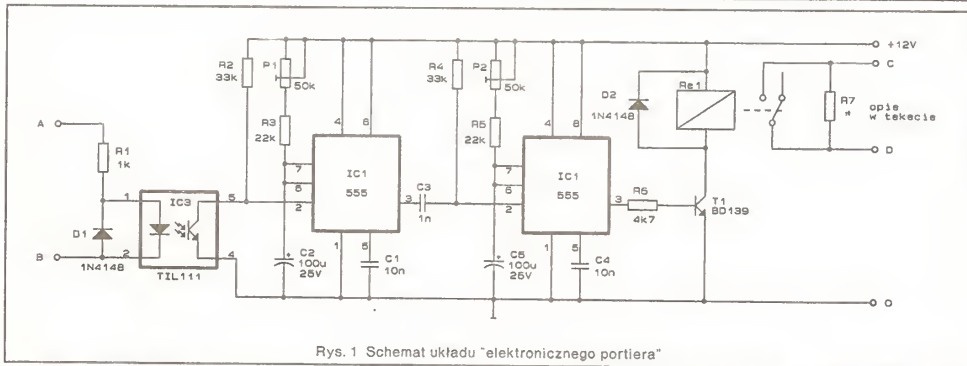 R2
33k
P1
50k
R3
22k
R4
33k
P2
50k
R5
22k
D2
1N4148
Re1
+12V
C
R7
*
opis
w tekscie
D
A
R1
1k
1
IC3
5
D1
B
2
4
1N4148
TIL111
4
8
7
6
2
IC1
555
3
1
5
C3
1n
C2
100u
25V
C1
10n
4
8
7
6
2
IC1
555
3
1
5
C5
100u
25V
C4
10n
R6
4k7
T1
BD139
O
Rys. 1 Schemat układu "elektronicznego portiera"